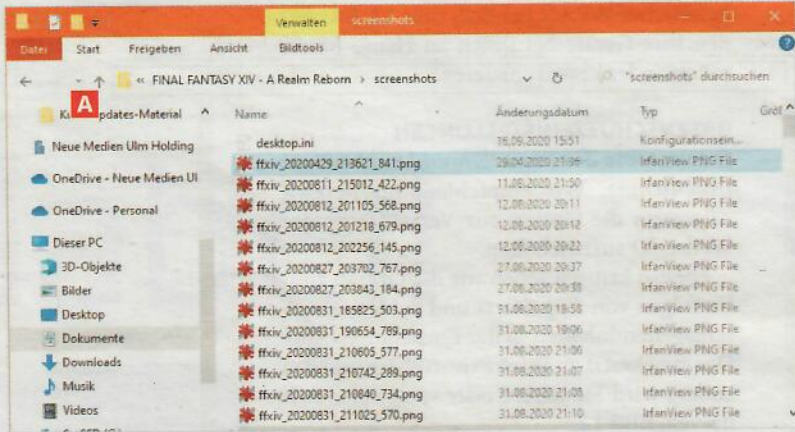 Verwalten screenshots
Datei Start Freigeben Ansicht Bildtools
« FINAL FANTASY XIV - A Realm Reborn > screenshots "screenshots" durchsuchen
A
pdates-Material Name Änderungsdatum Typ Größ
desktop.ini 16.09.2020 15:51 Konfigurationsein...
Neue Medien Ulm Holding
ffxiv_20200429_213621_841.png 29.04.2020 21:36 IrfanView PNG File
OneDrive - Neue Medien Ul
ffxiv_20200811_215012_422.png 11.08.2020 21:50 IrfanView PNG File
ffxiv_20200812_201105_568.png 12.08.2020 20:11 IrfanView PNG File
OneDrive - Personal
ffxiv_20200812_201218_679.png 12.08.2020 20:12 IrfanView PNG File
Dieser PC
ffxiv_20200812_202256_145.png 12.08.2020 20:22 IrfanView PNG File
3D-Objekte
ffxiv_20200827_203702_767.png 27.08.2020 20:37 IrfanView PNG File
Bilder
ffxiv_20200827_203843_184.png 27.08.2020 20:38 IrfanView PNG File
Desktop
ffxiv_20200831_185825_503.png 31.08.2020 18:58 IrfanView PNG File
Dokumente
ffxiv_20200831_190654_789.png 31.08.2020 19:06 IrfanView PNG File
ffxiv_20200831_210605_577.png 31.08.2020 21:06 IrfanView PNG File
Downloads
ffxiv_20200831_210742_289.png 31.08.2020 21:07 IrfanView PNG File
Musik
ffxiv_20200831_210840_734.png 31.08.2020 21:08 IrfanView PNG File
Videos
ffxiv_20200831_211025_570.png 31.08.2020 21:10 IrfanView PNG File